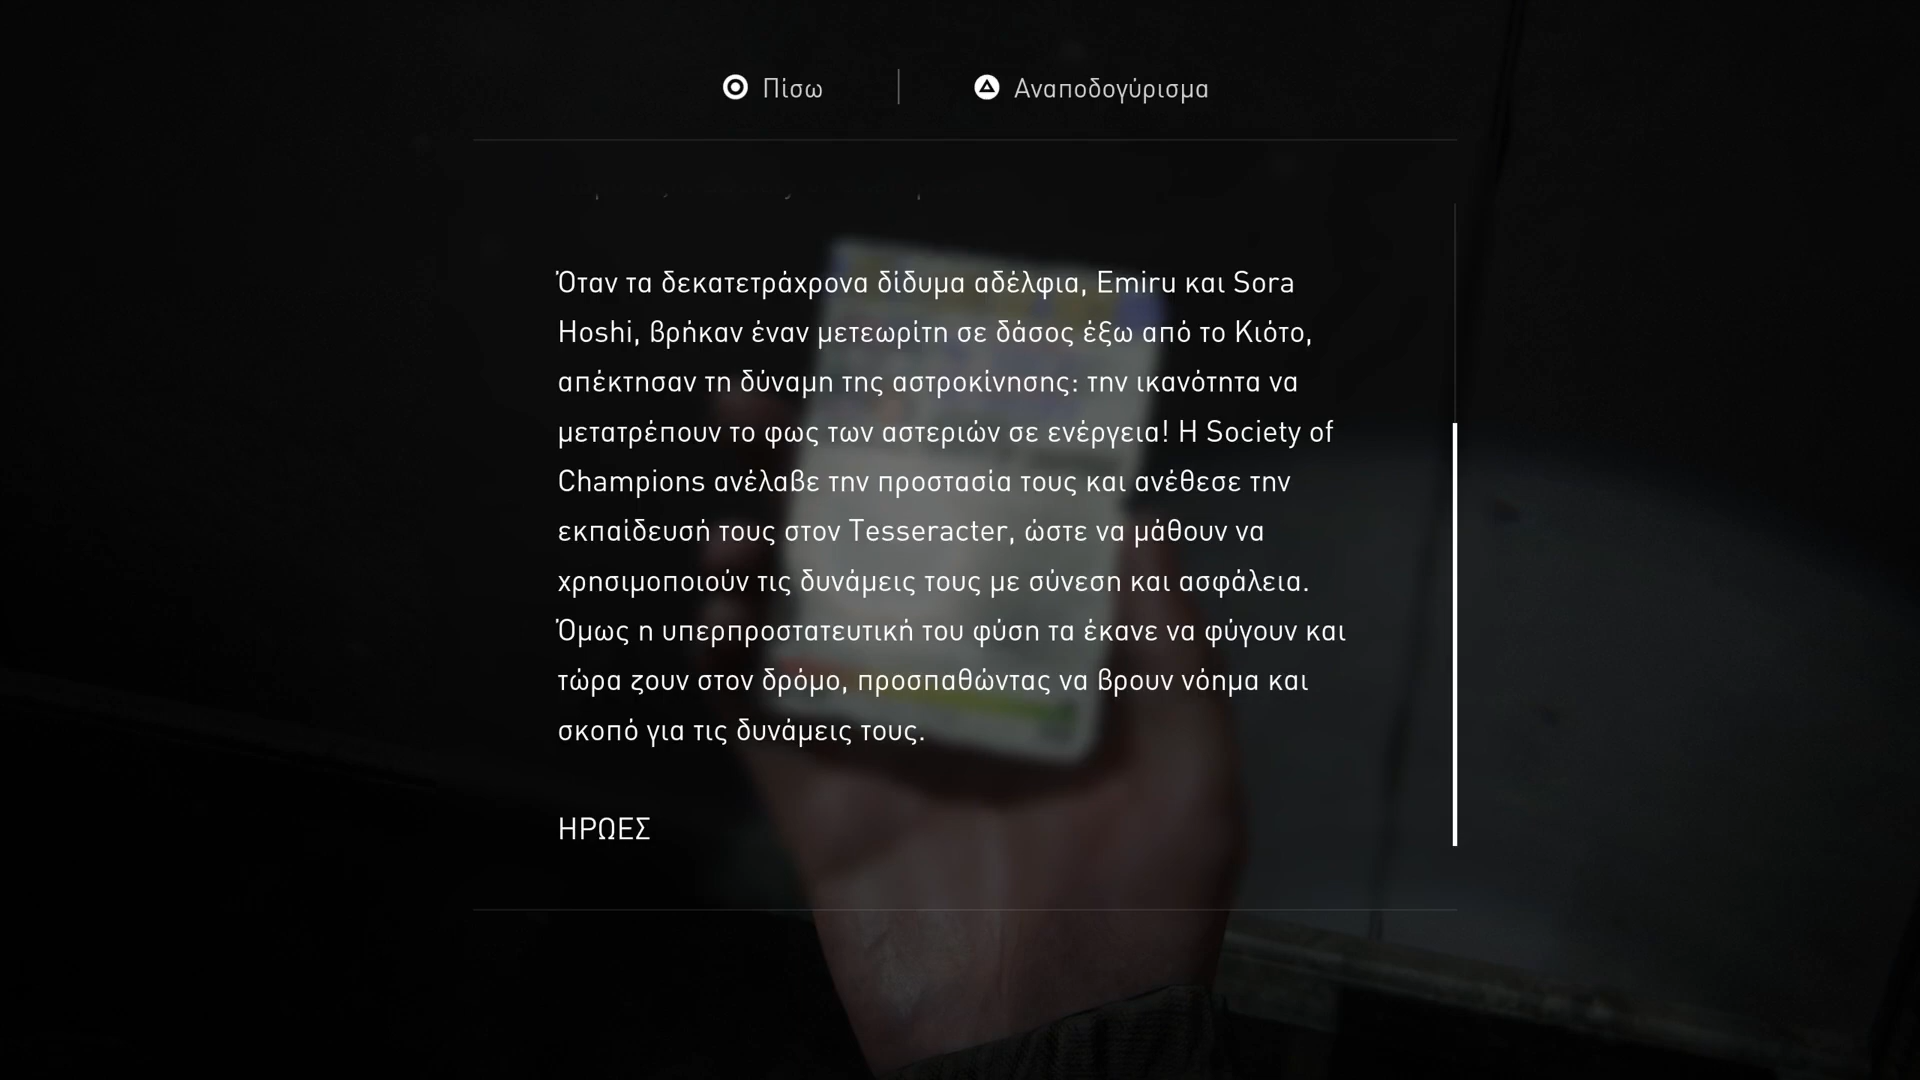 Πίσω
Αναποδογύρισμα
Όταν τα δεκατετράχρονα δίδυμα αδέλφια, Emiru και Sora
Hoshi, βρήκαν έναν μετεωρίτη σε δάσος έξω από το Κιότο,
απέκτησαν τη δύναμη της αστροκίνησης: την ικανότητα να
μετατρέπουν το φως των αστεριών σε ενέργεια! Η Society of
Champions ανέλαβε την προστασία τους και ανέθεσε την
εκπαίδευσή τους στον Tesseracter, ώστε να μάθουν να
χρησιμοποιούν τις δυνάμεις τους με σύνεση και ασφάλεια.
Όμως η υπερπροστατευτική του φύση τα έκανε να φύγουν και
τώρα ζουν στον δρόμο, προσπαθώντας να βρουν νόημα και
σκοπό για τις δυνάμεις τους.
ΗΡΩΕΣ